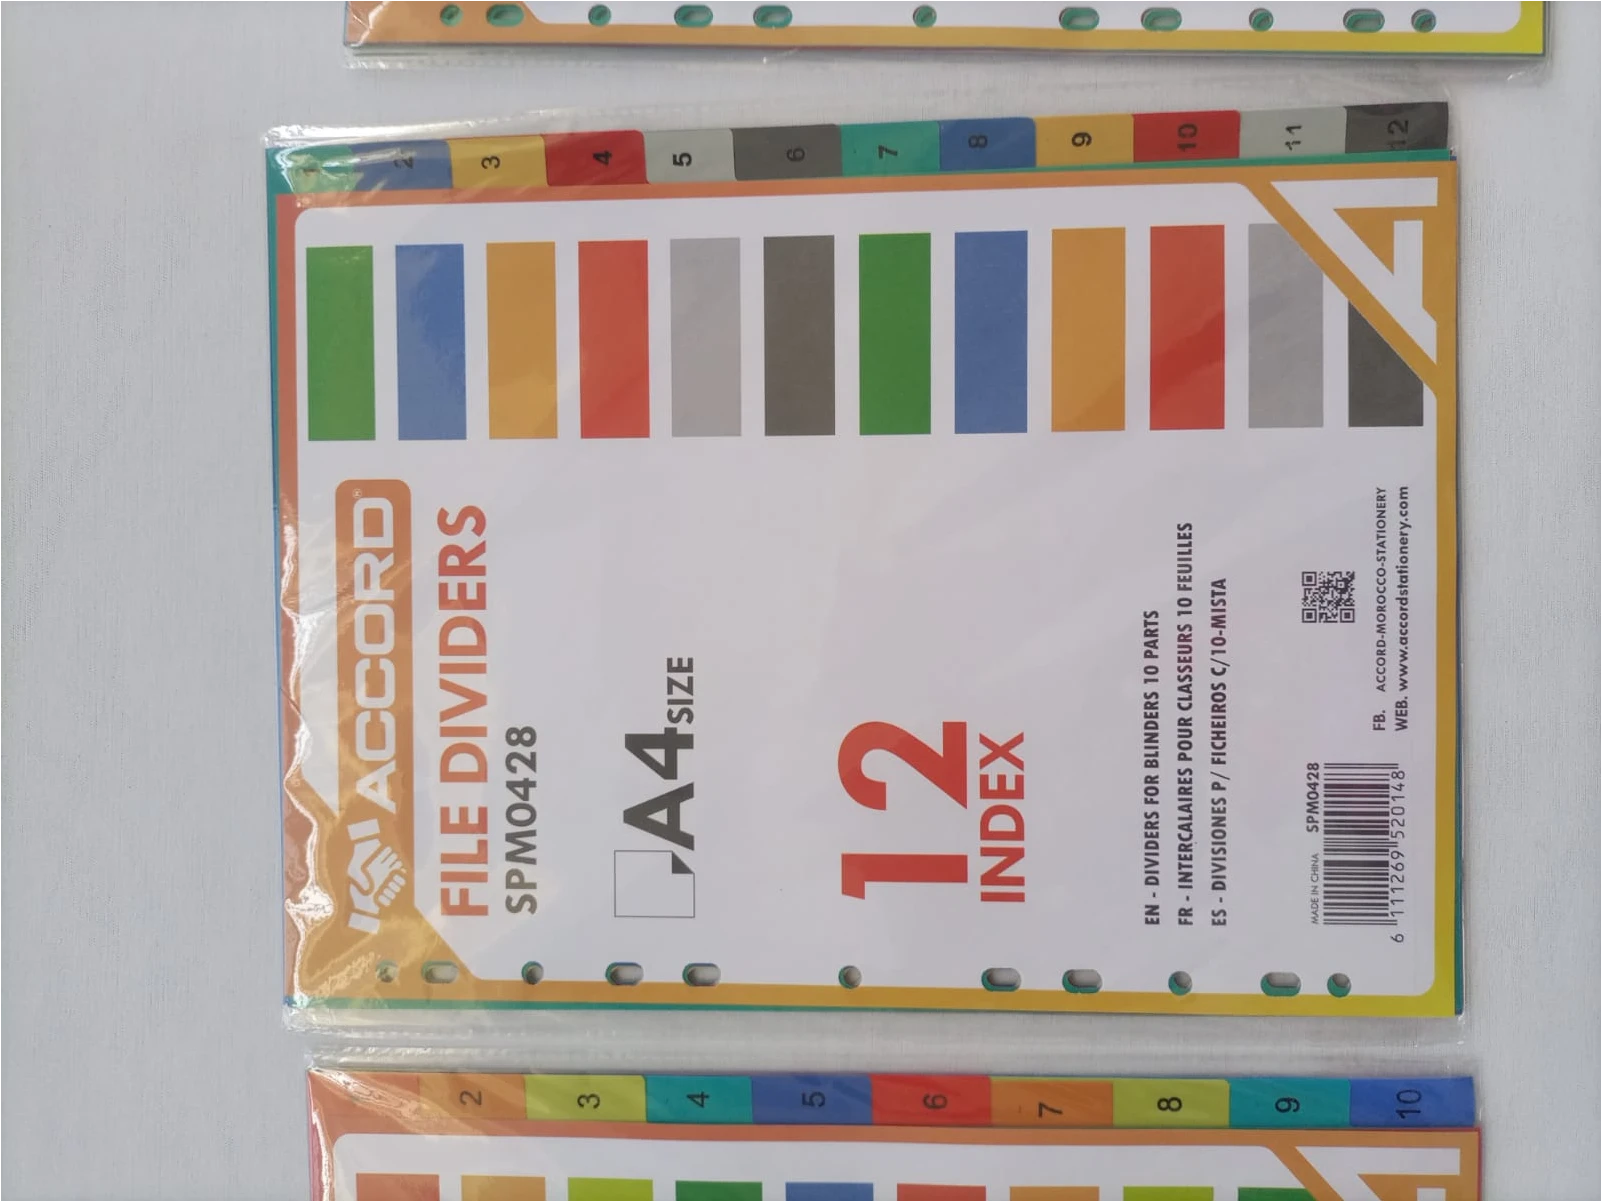 ACCORD®
FILE DIVIDERS
SPM0428
A4 SIZE
12
INDEX
EN - DIVIDERS FOR BLINDERS 10 PARTS
FR - INTERCALAIRES POUR CLASSEURS 10 FEUILLES
ES - DIVISIONES P/ FICHEIROS C/10-MISTA
MADE IN CHINA SPM0428
6 111269 520148
FB. ACCORD-MOROCCO-STATIONERY
WEB. www.accordstationery.com
1
2
3
4
5
6
7
8
9
10
11
12
2
3
4
5
6
7
8
9
10